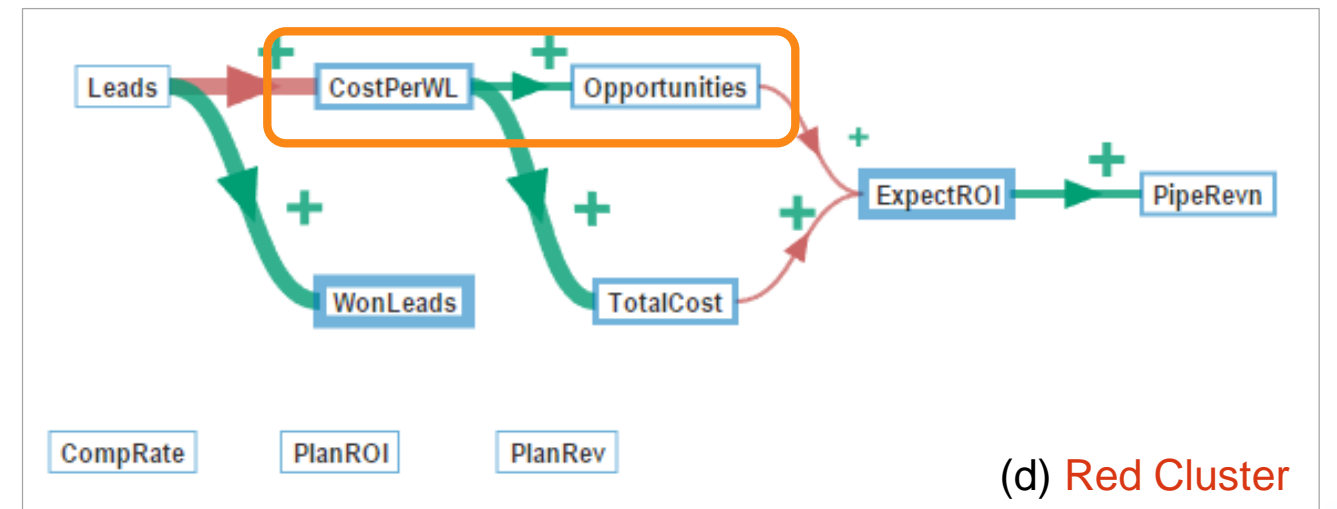 Leads
CostPerWL
Opportunities
ExpectROI
PipeRevn
WonLeads
TotalCost
CompRate
PlanROI
PlanRev
(d) Red Cluster